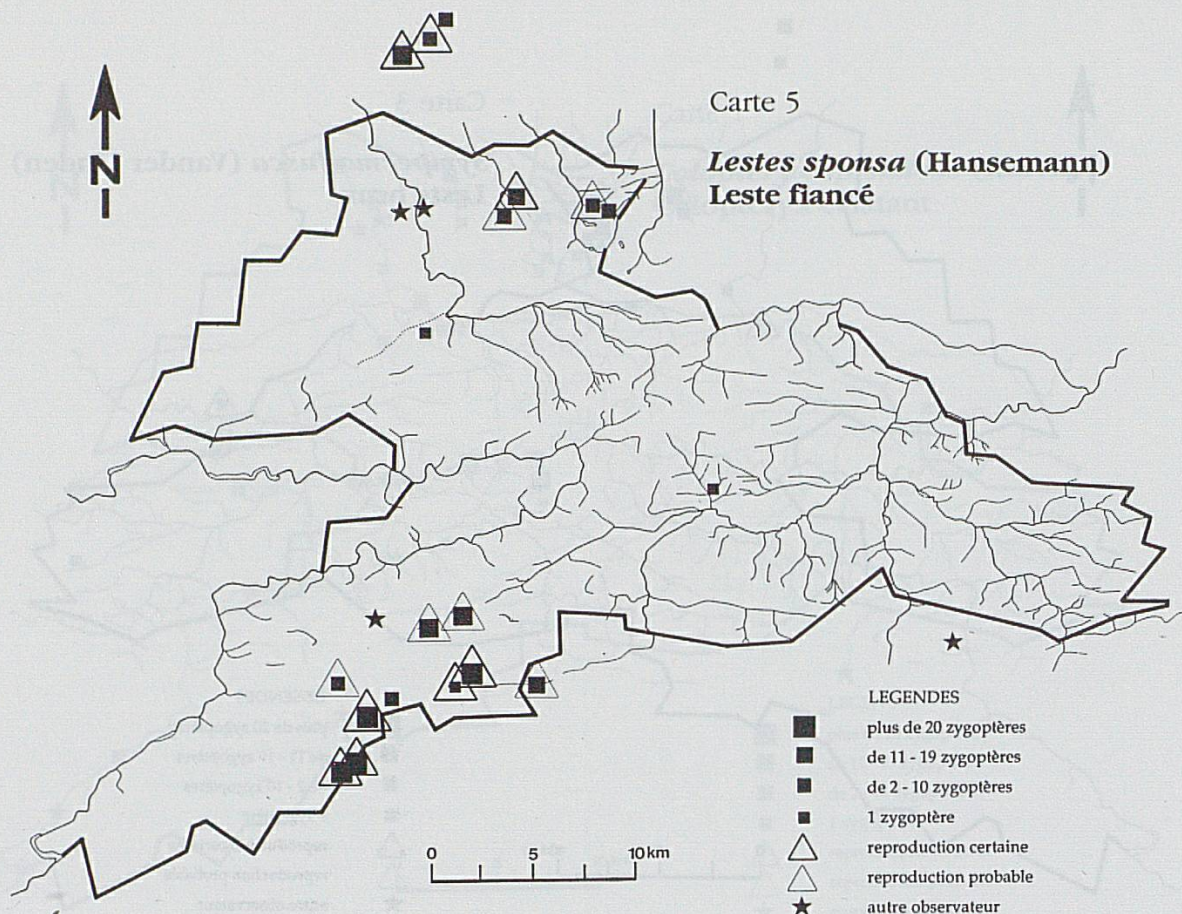 N
Carte 5
Lestes sponsa (Hansemann)
Leste fiancé
LEGENDES
plus de 20 zygoptères
de 11 - 19 zygoptères
de 2 - 10 zygoptères
1 zygoptère
reproduction certaine
reproduction probable
autre observateur
0 5 10km